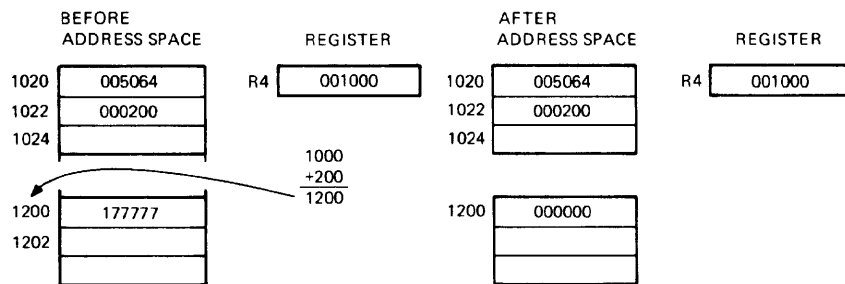 BEFORE
ADDRESS SPACE
REGISTER
1020 005064
R4 001000
1022 000200
1024
1000
+200
1200
1200 177777
1202
AFTER
ADDRESS SPACE
REGISTER
1020 005064
R4 001000
1022 000200
1024
1200 000000